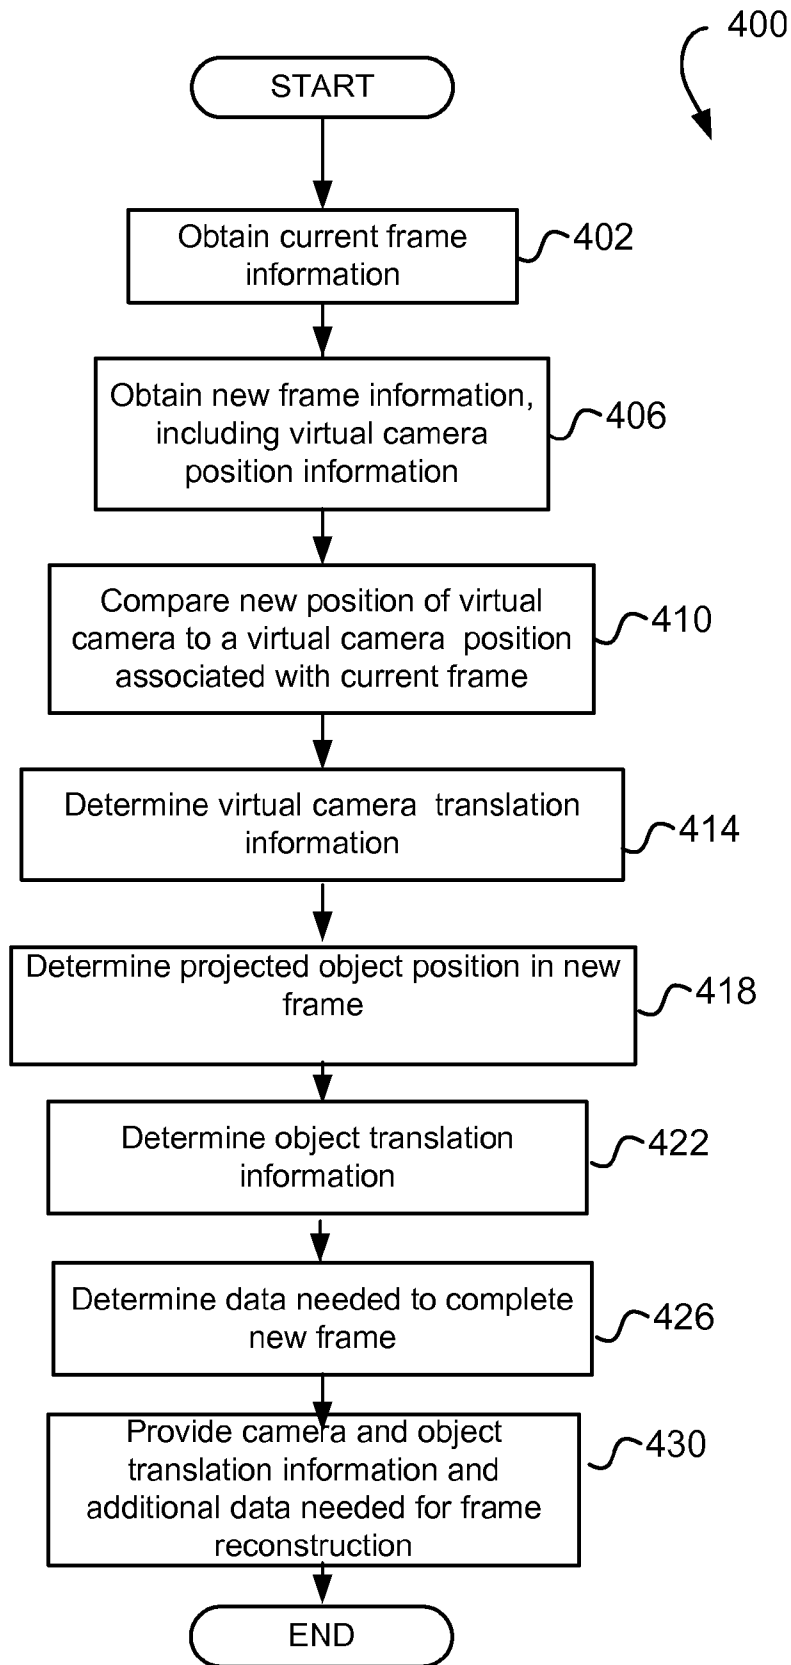 400
START
Obtain current frame
information
402
Obtain new frame information,
including virtual camera
position information
406
Compare new position of virtual
camera to a virtual camera position
associated with current frame
410
Determine virtual camera translation
information
414
Determine projected object position in new
frame
418
Determine object translation
information
422
Determine data needed to complete
new frame
426
Provide camera and object
translation information and
additional data needed for frame
reconstruction
430
END